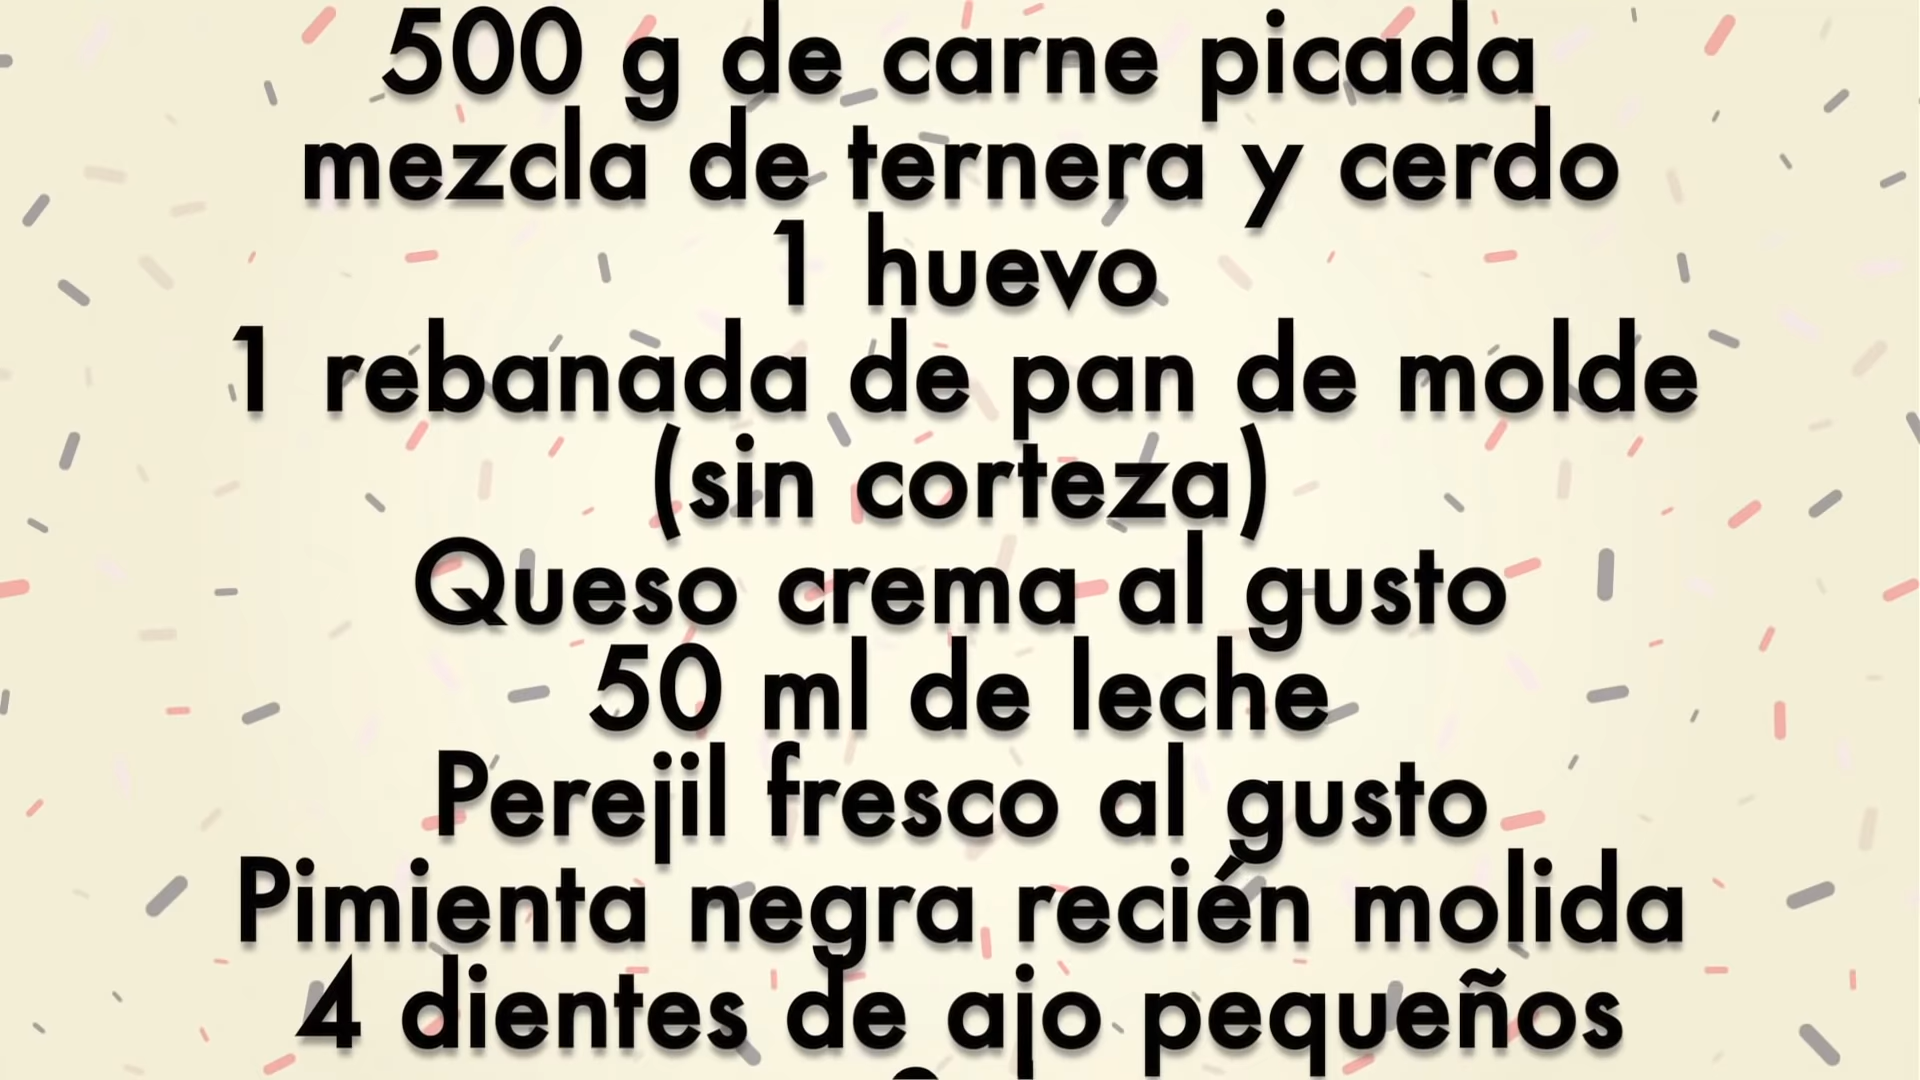 500 g de carne picada
mezcla de ternera y cerdo
1 huevo
1 rebanada de pan de molde
(sin corteza)
Queso crema al gusto
50 ml de leche
Perejil fresco al gusto
Pimienta negra recién molida
4 dientes de ajo pequeños